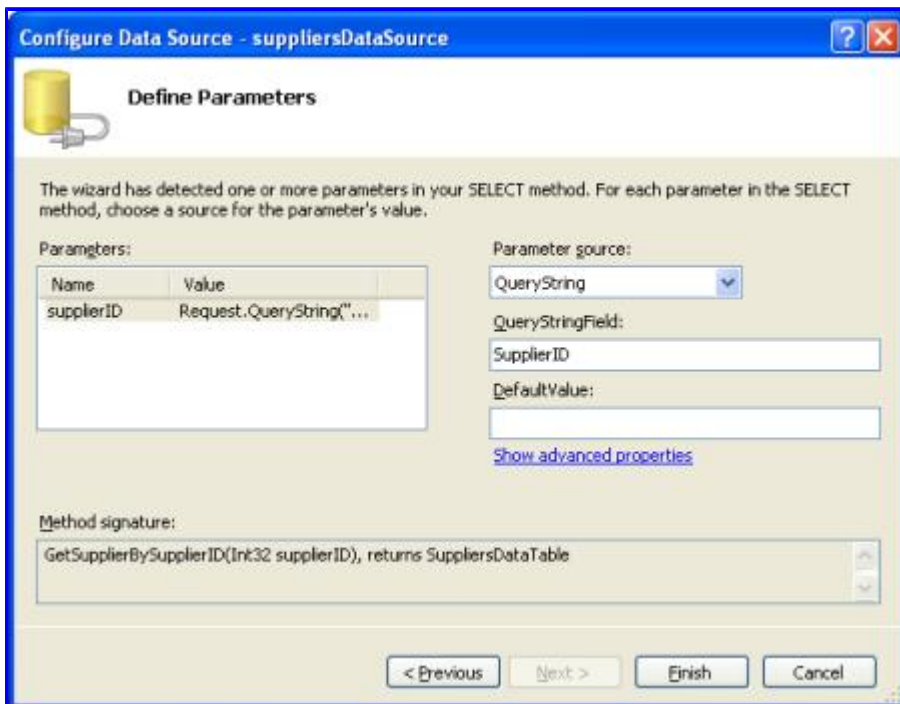 Configure Data Source - suppliersDataSource
Define Parameters
The wizard has detected one or more parameters in your SELECT method. For each parameter in the SELECT
method, choose a source for the parameter's value.
Parameters:
Name Value
supplierID Request.QueryString("...
Parameter source:
QueryString
QueryStringField:
SupplierID
DefaultValue:
Show advanced properties
Method signature:
GetSupplierBySupplierID(Int32 supplierID), returns SuppliersDataTable
< Previous Next > Finish Cancel